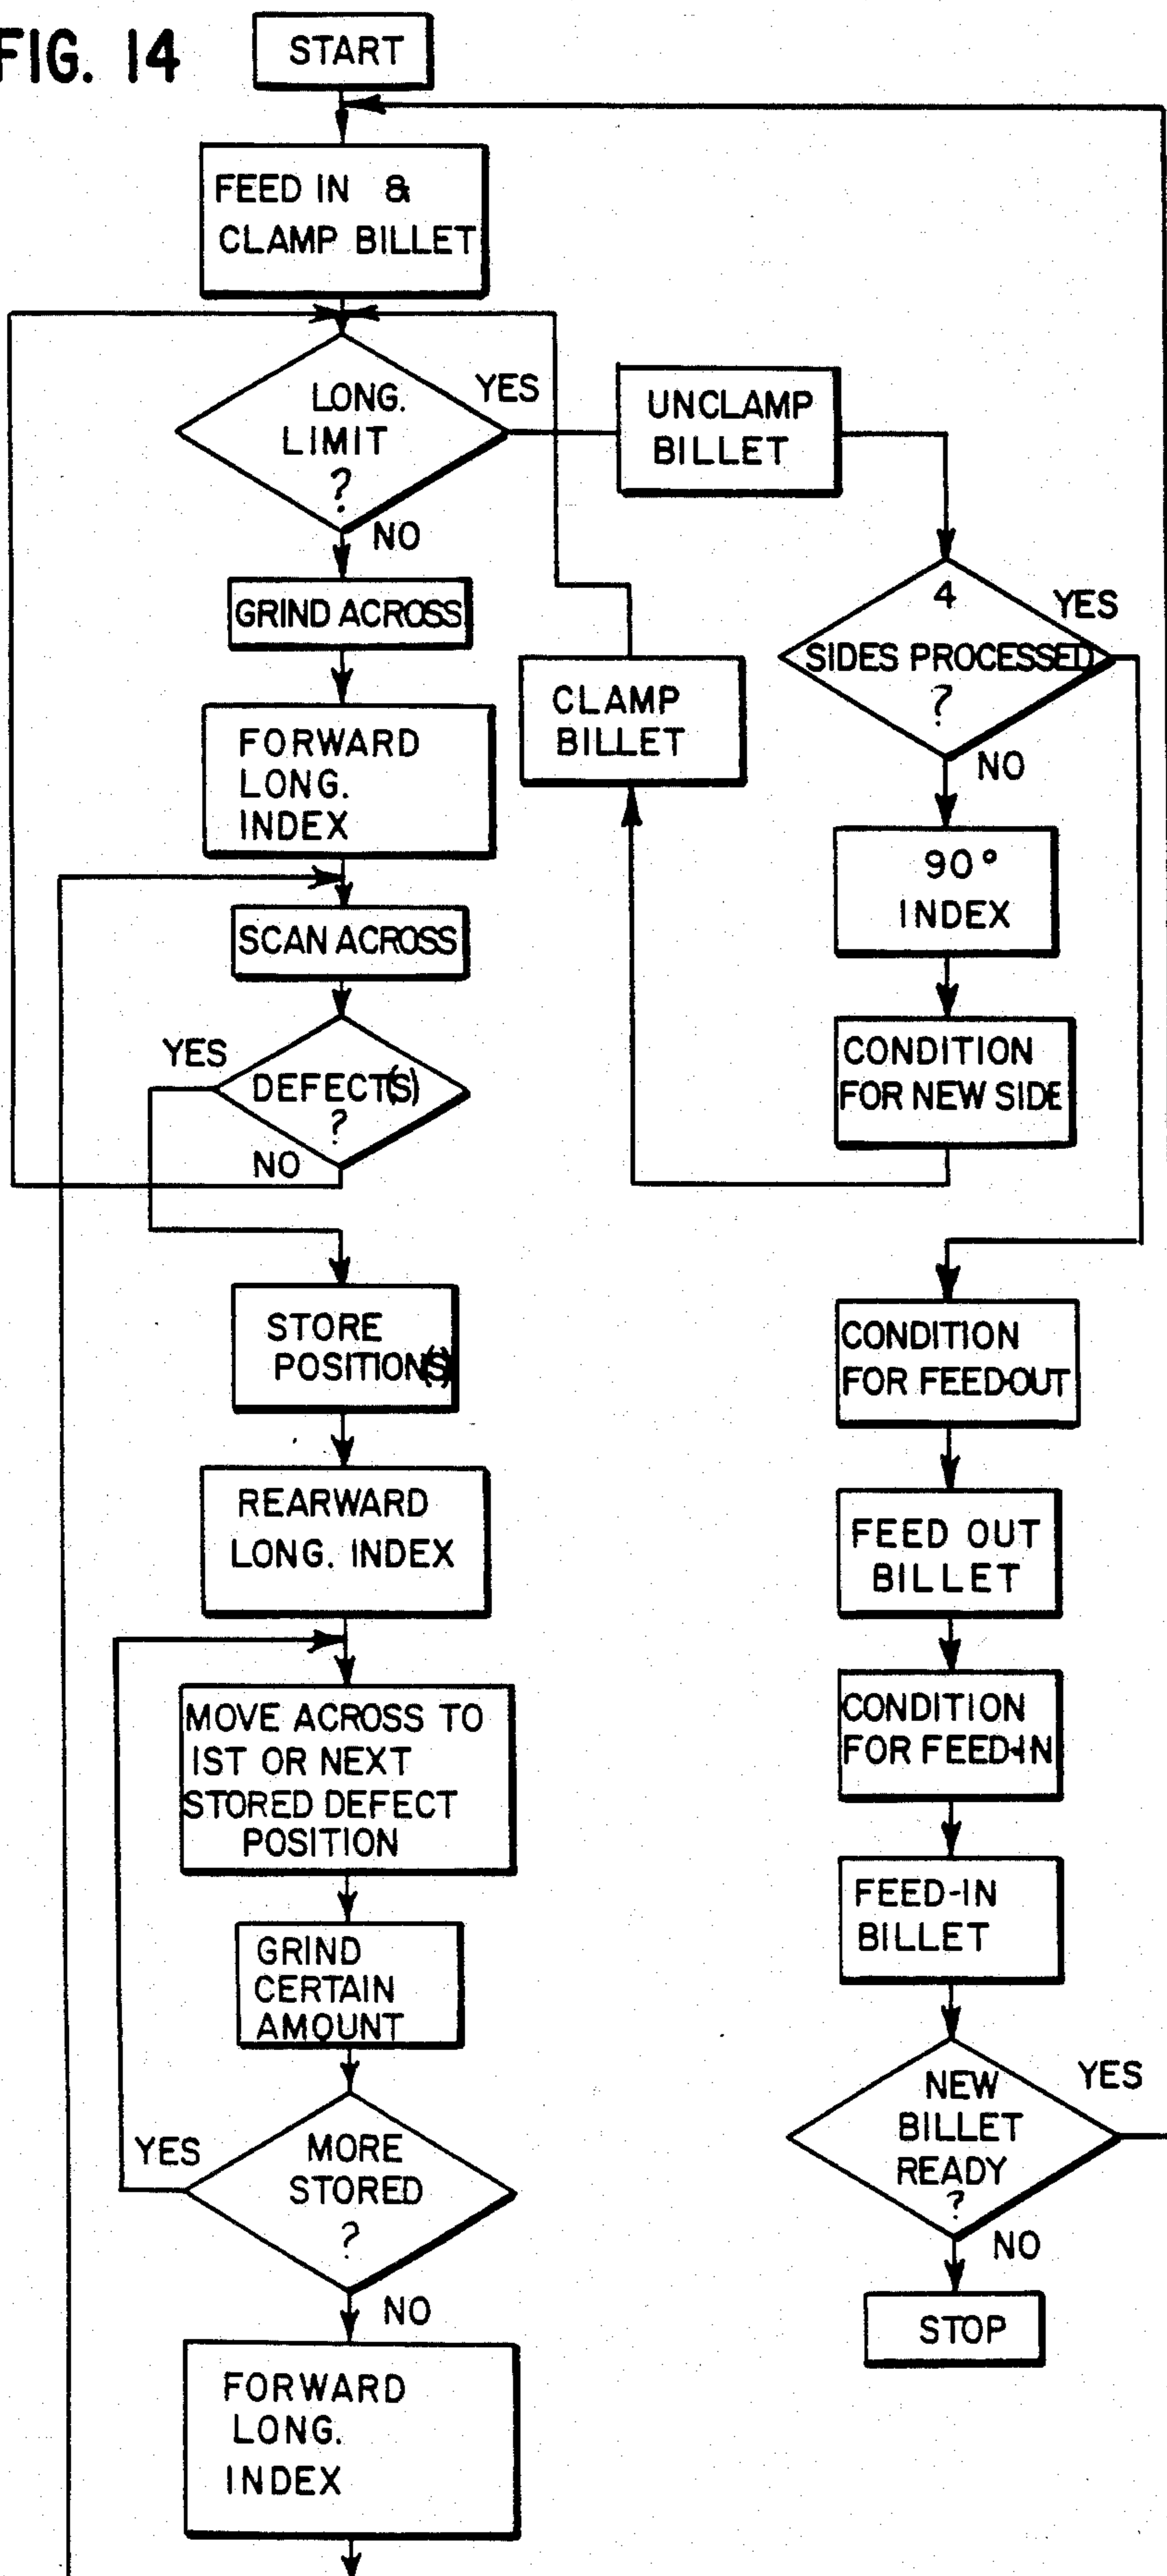 FIG. 14
START
FEED IN &
CLAMP BILLET
LONG.
LIMIT
?
YES
NO
UNCLAMP
BILLET
GRIND ACROSS
4
SIDES PROCESSED
?
YES
NO
CLAMP
BILLET
FORWARD
LONG.
INDEX
90°
INDEX
SCAN ACROSS
CONDITION
FOR NEW SIDE
YES
DEFECT(S)
?
NO
STORE
POSITION(S)
CONDITION
FOR FEED-OUT
REARWARD
LONG. INDEX
FEED OUT
BILLET
MOVE ACROSS TO
1ST OR NEXT
STORED DEFECT
POSITION
CONDITION
FOR FEED-IN
GRIND
CERTAIN
AMOUNT
FEED-IN
BILLET
YES
MORE
STORED
?
NO
NEW
BILLET
READY
?
YES
NO
STOP
FORWARD
LONG.
INDEX